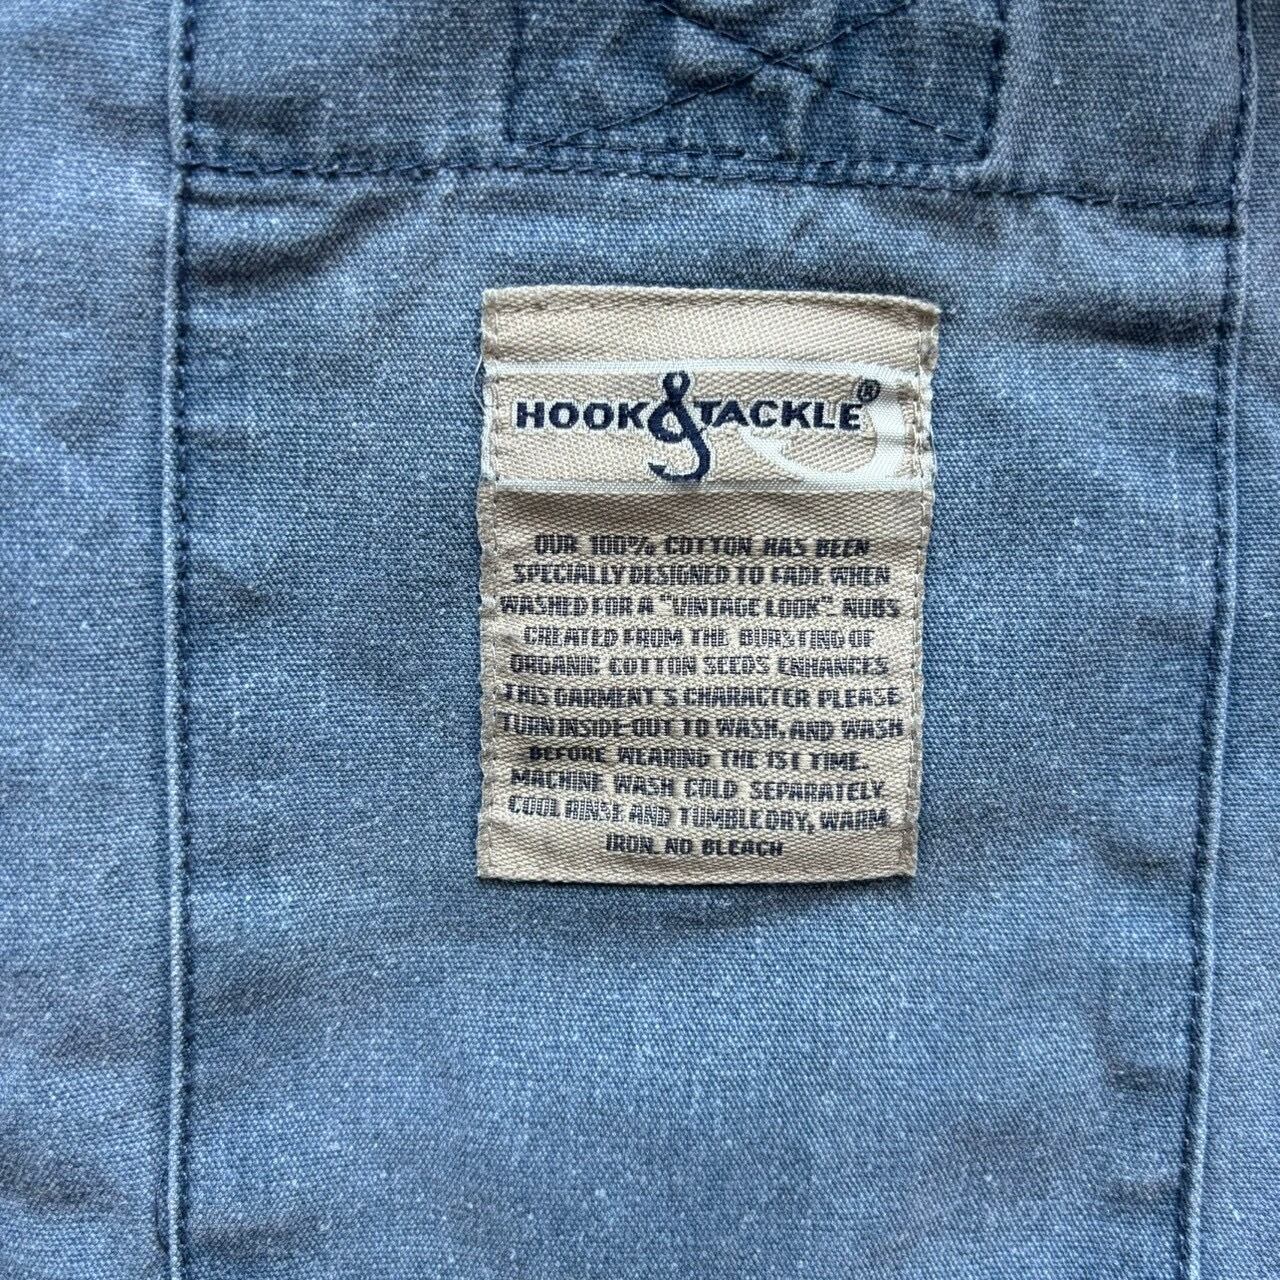 HOOK & TACKLE®
OUR 100% COTTON HAS BEEN
SPECIALLY DESIGNED TO FADE WHEN
WASHED FOR A "VINTAGE LOOK". NUBS
CREATED FROM THE BURSTING OF
ORGANIC COTTON SEEDS ENHANCES
THIS GARMENT'S CHARACTER PLEASE
TURN INSIDE OUT TO WASH, AND WASH
BEFORE WEARING THE 1ST TIME.
MACHINE WASH COLD SEPARATELY
COOL RINSE AND TUMBLE DRY, WARM
IRON. NO BLEACH